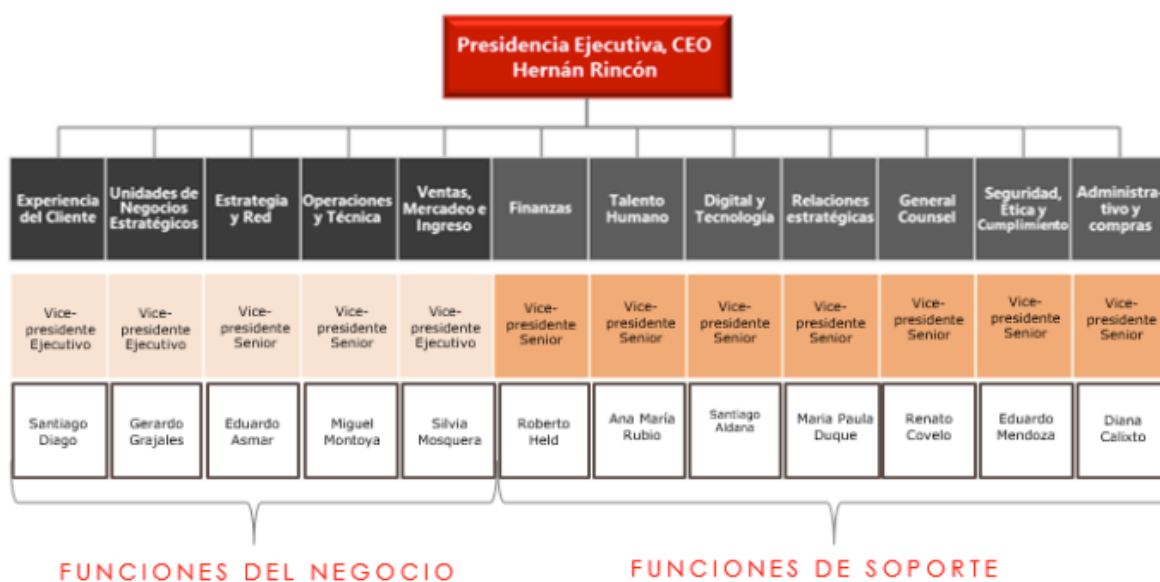 Presidencia Ejecutiva, CEO
Hernán Rincón
Experiencia
del Cliente
Unidades de
Negocios
Estratégicos
Estrategia
y Red
Operaciones
y Técnica
Ventas,
Mercadeo e
Ingreso
Finanzas
Talento
Humano
Digital y
Tecnología
Relaciones
estratégicas
General
Counsel
Seguridad,
Ética y
Cumplimiento
Administra-
tivo y
compras
Vice-
presidente
Ejecutivo
Vice-
presidente
Ejecutivo
Vice-
presidente
Senior
Vice-
presidente
Senior
Vice-
presidente
Ejecutivo
Vice-
presidente
Senior
Vice-
presidente
Senior
Vice-
presidente
Senior
Vice-
presidente
Senior
Vice-
presidente
Senior
Vice-
presidente
Senior
Vice-
presidente
Senior
Santiago
Diago
Gerardo
Grajales
Eduardo
Asmar
Miguel
Montoya
Silvia
Mosquera
Roberto
Held
Ana María
Rubio
Santiago
Aldana
Maria Paula
Duque
Renato
Covelo
Eduardo
Mendoza
Diana
Calixto
FUNCIONES DEL NEGOCIO
FUNCIONES DE SOPORTE